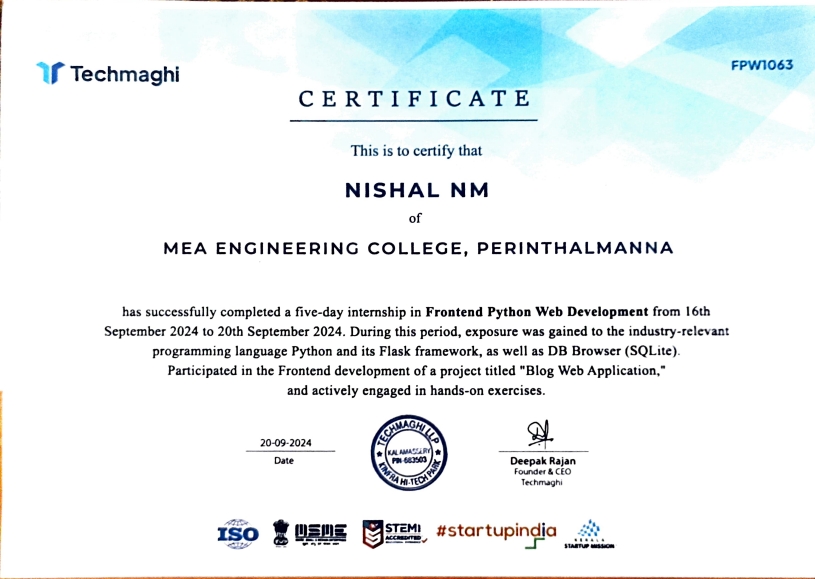 Techmaghi
FPW1063
CERTIFICATE
This is to certify that
NISHAL NM
of
MEA ENGINEERING COLLEGE, PERINTHALMANNA
has successfully completed a five-day internship in Frontend Python Web Development from 16th
September 2024 to 20th September 2024. During this period, exposure was gained to the industry-relevant
programming language Python and its Flask framework, as well as DB Browser (SQLite).
Participated in the Frontend development of a project titled "Blog Web Application,"
and actively engaged in hands-on exercises.
20-09-2024
Date
TECHMAGHI LLP
KALAMASSERY
PIN-683503
KINFRA HI-TECH PARK
Deepak Rajan
Founder & CEO
Techmaghi
ISO
MSME
STEM
ACCREDITED
#startupindia
KERALA
STARTUP MISSION